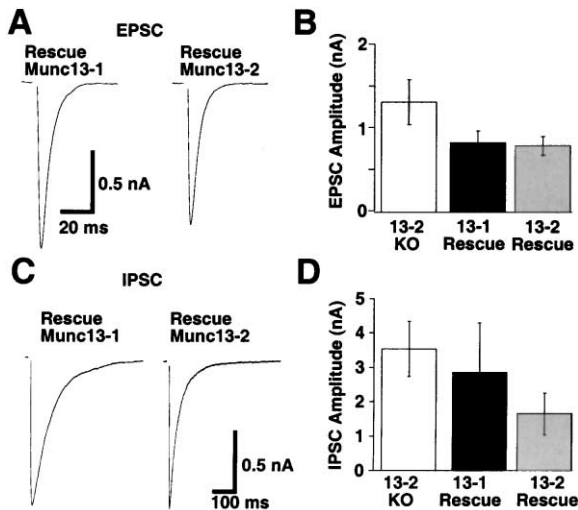 A
EPSC
Rescue Rescue
Munc13-1 Munc13-2
0.5 nA
20 ms
B
EPSC Amplitude (nA)
2
1
0
13-2 13-1 13-2
KO Rescue Rescue
C
IPSC
Rescue Rescue
Munc13-1 Munc13-2
0.5 nA
100 ms
D
IPSC Amplitude (nA)
5
4
3
2
1
0
13-2 13-1 13-2
KO Rescue Rescue